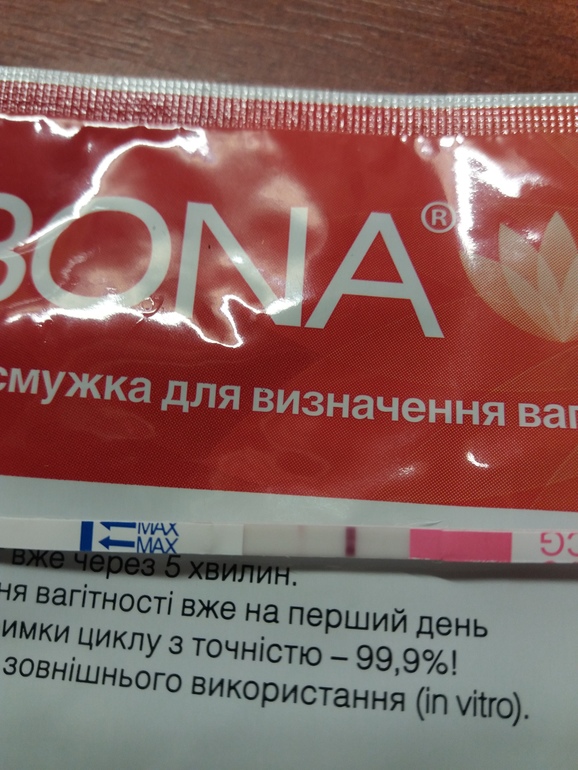 BONA®
смужка для визначення ваг
MAX
MAX
вже через 5 хвилин.
ня вагітності вже на перший день
имки циклу з точністю – 99,9%!
зовнішнього використання (in vitro).